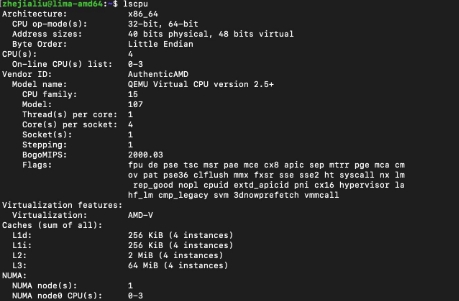 zhejialiu@lima-amd64:~$ lscpu
Architecture: x86_64
CPU op-mode(s): 32-bit, 64-bit
Address sizes: 40 bits physical, 48 bits virtual
Byte Order: Little Endian
CPU(s): 4
On-line CPU(s) list: 0-3
Vendor ID: AuthenticAMD
Model name: QEMU Virtual CPU version 2.5+
CPU family: 15
Model: 107
Thread(s) per core: 1
Core(s) per socket: 4
Socket(s): 1
Stepping: 1
BogoMIPS: 2000.03
Flags: fpu de pse tsc msr pae mce cx8 apic sep mtrr pge mca cm
ov pat pse36 clflush mmx fxsr sse sse2 ht syscall nx lm
rep_good nopl cpuid extd_apicid pni cx16 hypervisor la
hf_lm cmp_legacy svm 3dnowprefetch vmmcall
Virtualization features:
Virtualization: AMD-V
Caches (sum of all):
L1d: 256 KiB (4 instances)
L1i: 256 KiB (4 instances)
L2: 2 MiB (4 instances)
L3: 64 MiB (4 instances)
NUMA:
NUMA node(s): 1
NUMA node0 CPU(s): 0-3